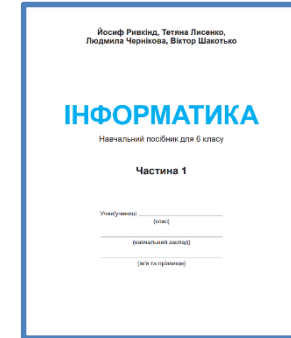 Йосиф Ривкінд, Тетяна Лисенко,
Людмила Чернікова, Віктор Шакотько
ІНФОРМАТИКА
Навчальний посібник для 6 класу
Частина 1
Учня/учениці
(клас)
(навчальний заклад)
(ім'я та прізвище)